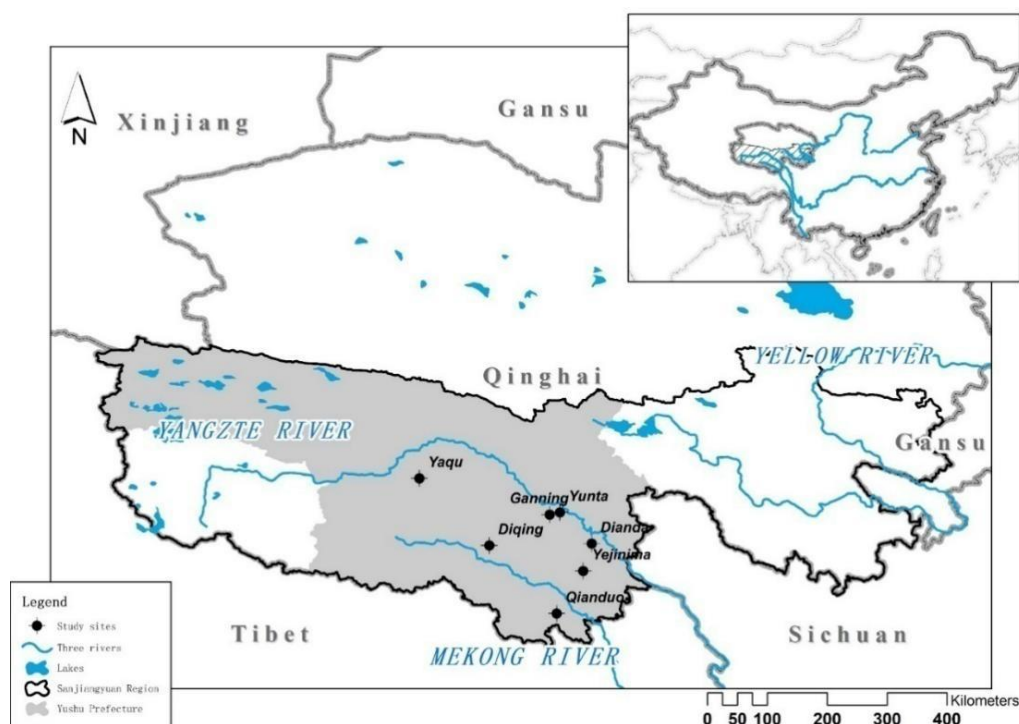 N
Xinjiang
Gansu
Qinghai
YELLOW RIVER
YANGZTE RIVER
Gansu
Yaqu
Ganning
Yunta
Diqing
Dianda
Yejinima
Qianduo
Tibet
Sichuan
MEKONG RIVER
Legend
Study sites
Three rivers
Lakes
Sanjiangyuan Region
Yushu Prefecture
Kilometers
0 50 100 200 300 400